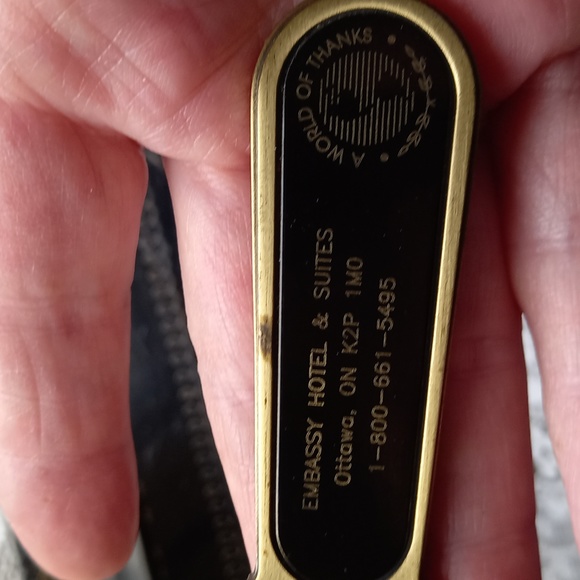 A WORLD OF THANKS
EMBASSY HOTEL & SUITES
Ottawa, ON K2P 1M0
1-800-661-5495